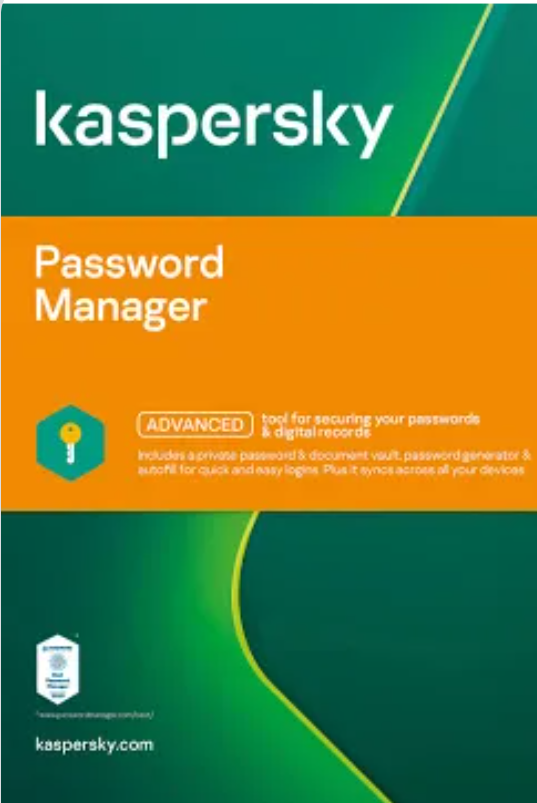 kaspersky
Password
Manager
ADVANCED tool for securing your passwords
& digital records
Includes a private password & document vault, password generator &
autofill for quick and easy logins. Plus it syncs across all your devices
kaspersky.com